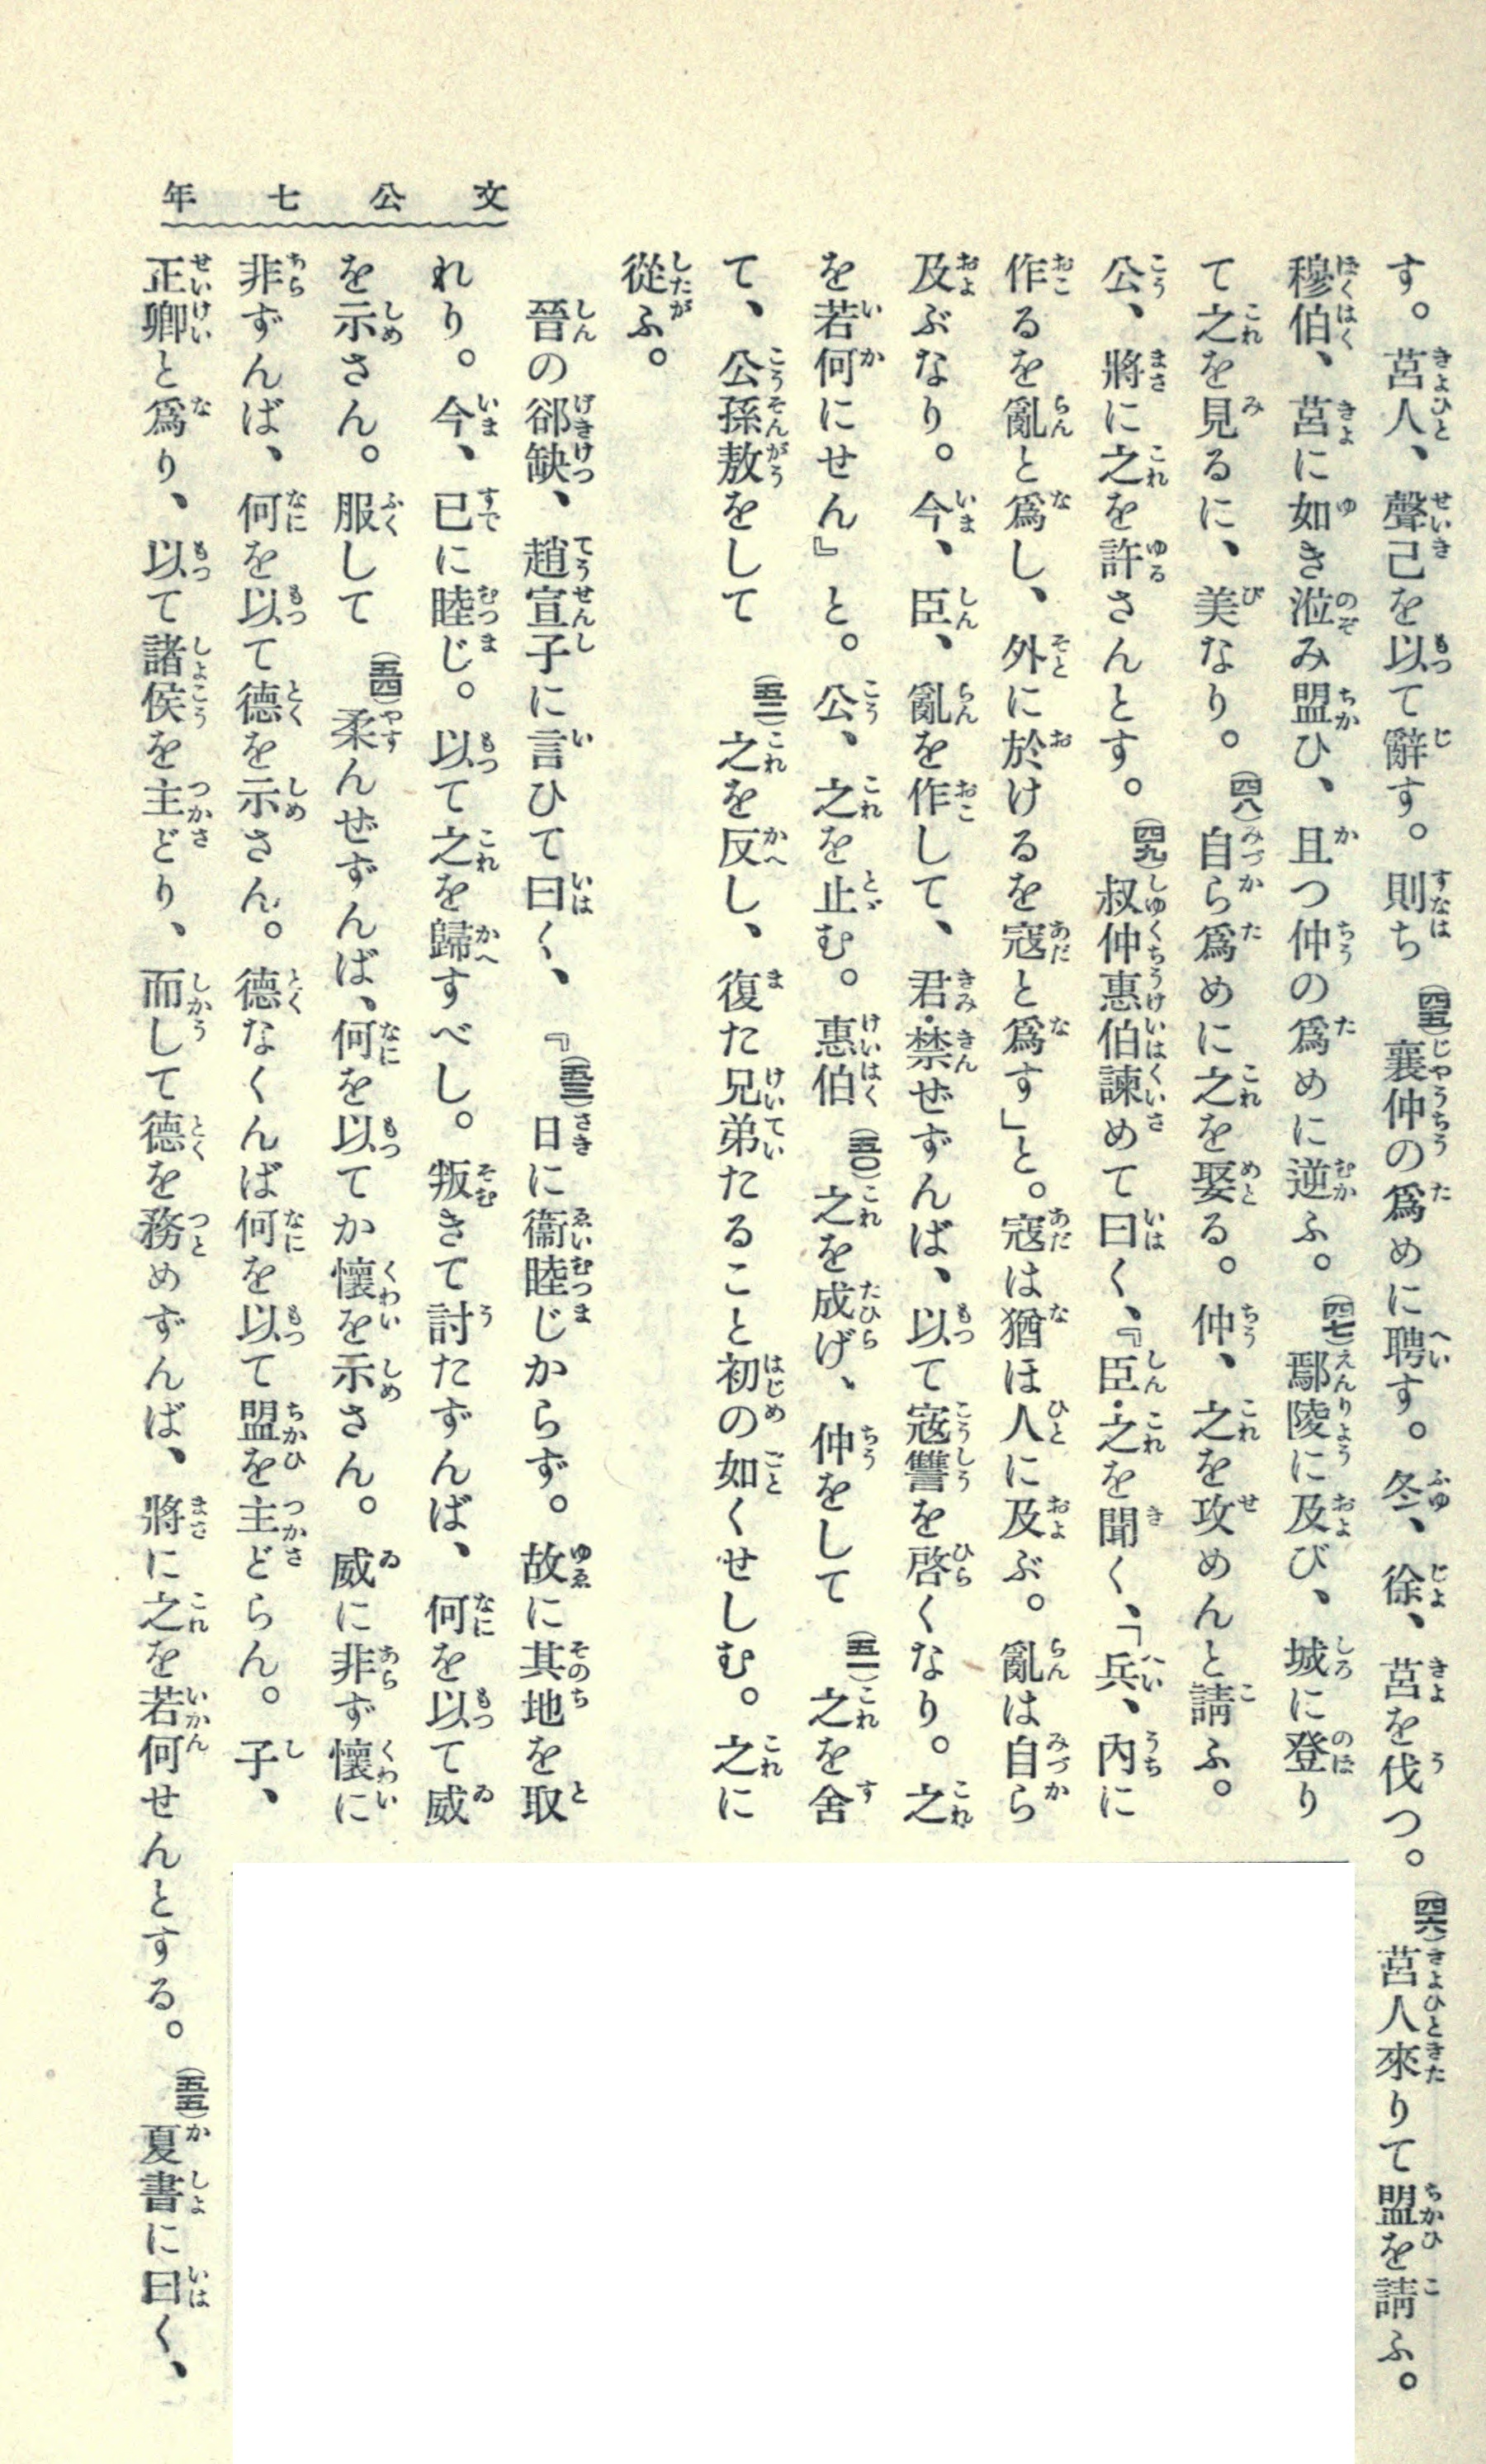 文公七年
す。莒人、聲己を以て辭す。則ち(四五)襄仲の爲めに聘す。冬、徐、莒を伐つ。(四六)莒人來りて盟を請ふ。
穆伯、莒に如き涖み盟ひ、且つ仲の爲めに逆ふ。(四七)鄢陵に及び、城に登り
て之を見るに、美なり。(四八)自ら爲めに之を娶る。仲、之を攻めんと請ふ。
公、將に之を許さんとす。(四九)叔仲惠伯諫めて曰く、『臣・之を聞く、「兵、内に
作るを亂と爲し、外に於けるを寇と爲す」と。寇は猶ほ人に及ぶ。亂は自ら
及ぶなり。今、臣、亂を作して、君・禁ぜずんば、以て寇讐を啓くなり。之
を若何にせん』と。公、之を止む。惠伯(五〇)之を成げ、仲をして(五一)之を舍
て、公孫敖をして(五二)之を反し、復た兄弟たること初の如くせしむ。之に
從ふ。
晉の郤缺、趙宣子に言ひて曰く、『(五三)日に衞睦じからず。故に其地を取
れり。今、已に睦じ。以て之を歸すべし。叛きて討たずんば、何を以て威
を示さん。服して(五四)柔んぜずんば、何を以てか懷を示さん。威に非ず懷に
非ずんば、何を以て德を示さん。德なくんば何を以て盟を主どらん。子、
正卿と爲り、以て諸侯を主どり、而して德を務めずんば、將に之を若何せんとする。(五五)夏書に曰く、